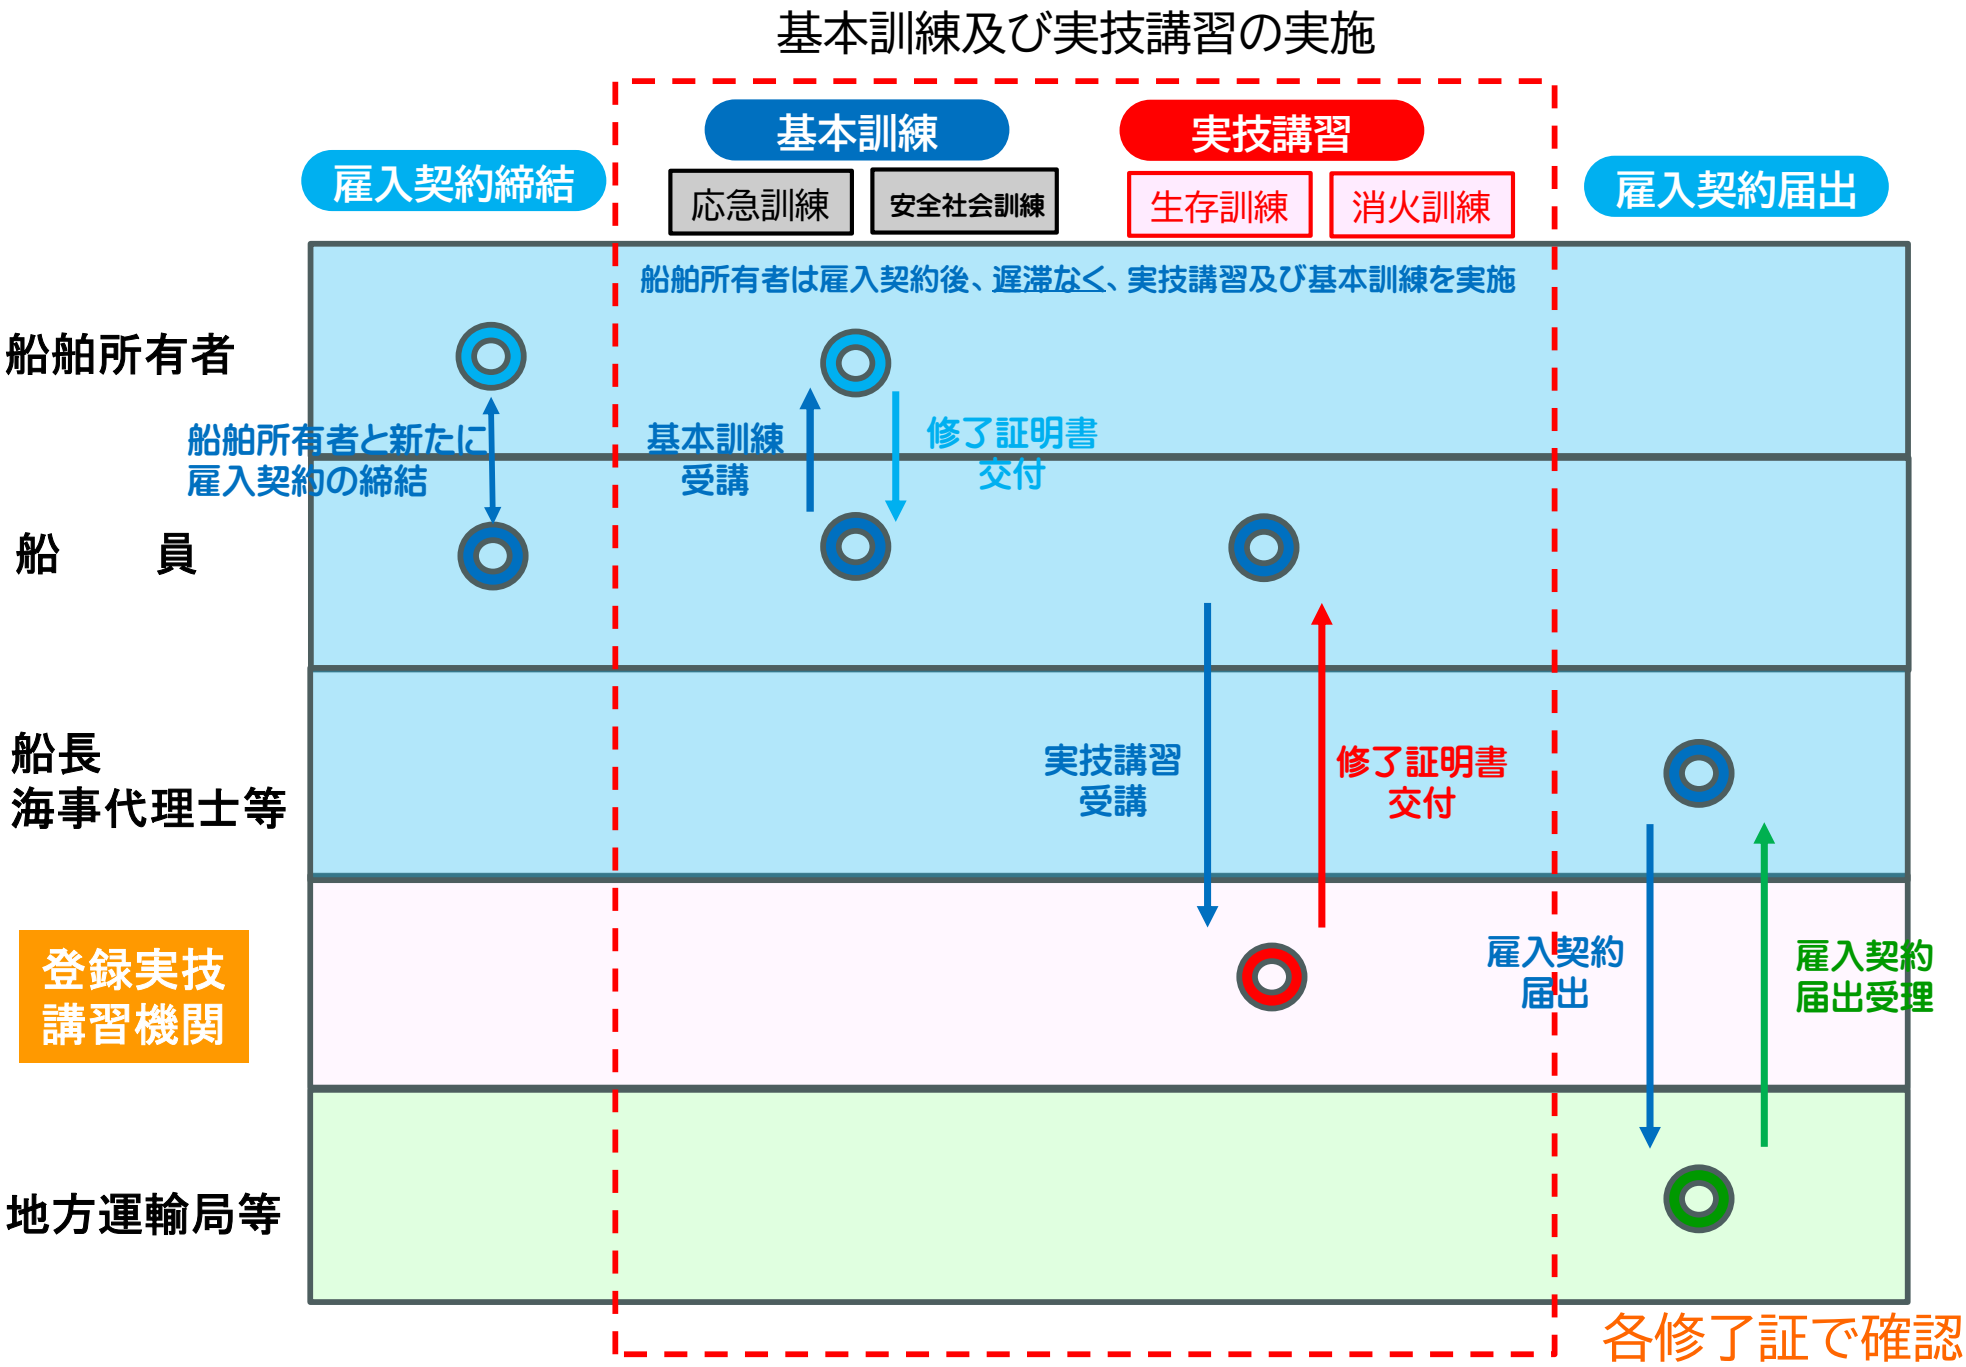 基本訓練及び実技講習の実施
雇入契約締結
基本訓練
応急訓練
安全社会訓練
実技講習
生存訓練
消火訓練
雇入契約届出
船舶所有者は雇入契約後、遅滞なく、実技講習及び基本訓練を実施
船舶所有者
船舶所有者と新たに
雇入契約の締結
基本訓練
受講
修了証明書
交付
船　　員
船長
海事代理士等
実技講習
受講
修了証明書
交付
登録実技
講習機関
雇入契約
届出
雇入契約
届出受理
地方運輸局等
各修了証で確認